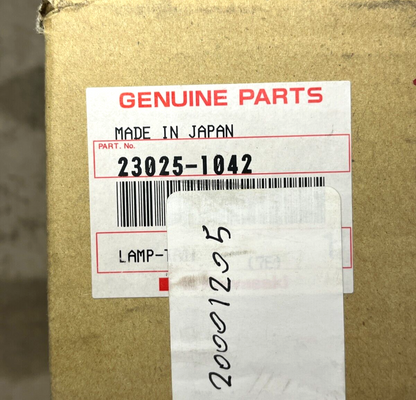 GENUINE PARTS
MADE IN JAPAN
PART. No.
23025-1042
LAMP-T
20001205